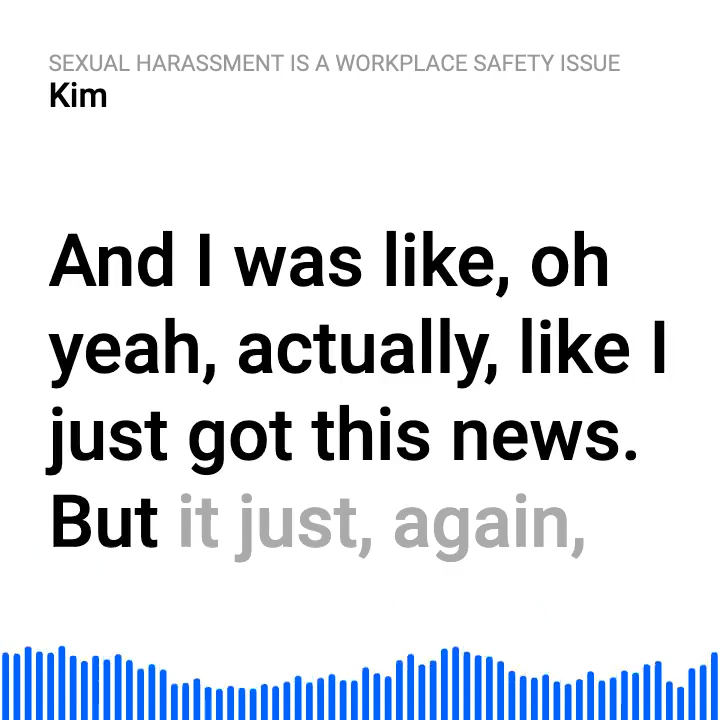 SEXUAL HARASSMENT IS A WORKPLACE SAFETY ISSUE
Kim
And I was like, oh
yeah, actually, like I
just got this news.
But it just, again,